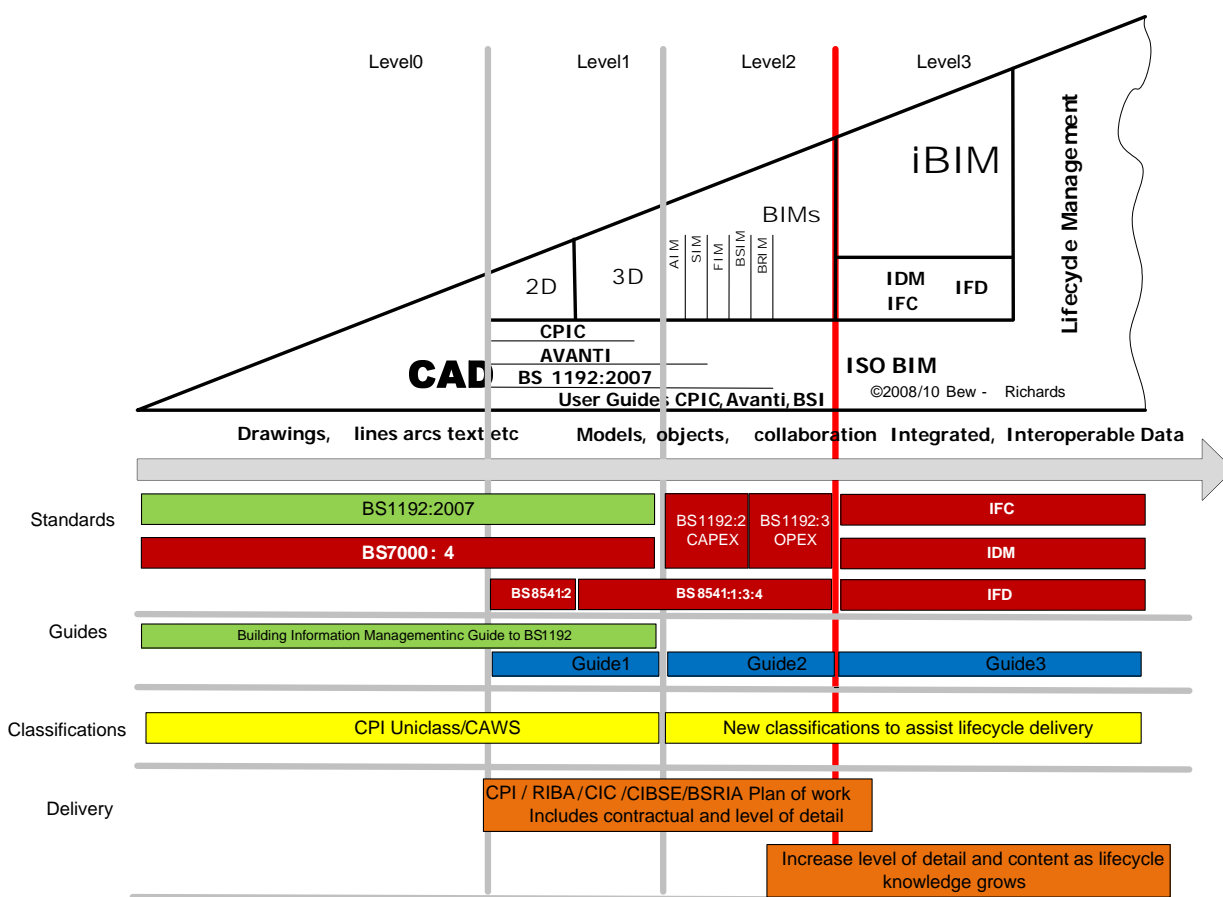 Level0
Level1
Level2
Level3
iBIM
BIMs
AIM
SIM
FIM
BSIM
BRIM
2D
3D
IDM
IFD
IFC
Lifecycle Management
CPIC
AVANTI
CAD
BS 1192:2007
ISO BIM
User Guides CPIC, Avanti, BSI
©2008/10 Bew - Richards
Drawings, lines arcs text etc
Models, objects, collaboration
Integrated, Interoperable Data
Standards
BS1192:2007
BS1192:2
CAPEX
BS1192:3
OPEX
IFC
BS7000: 4
IDM
BS8541:2
BS8541:1:3:4
IFD
Guides
Building Information Managementinc Guide to BS1192
Guide1
Guide2
Guide3
Classifications
CPI Uniclass/CAWS
New classifications to assist lifecycle delivery
Delivery
CPI / RIBA/CIC /CIBSE/BSRIA Plan of work
Includes contractual and level of detail
Increase level of detail and content as lifecycle
knowledge grows